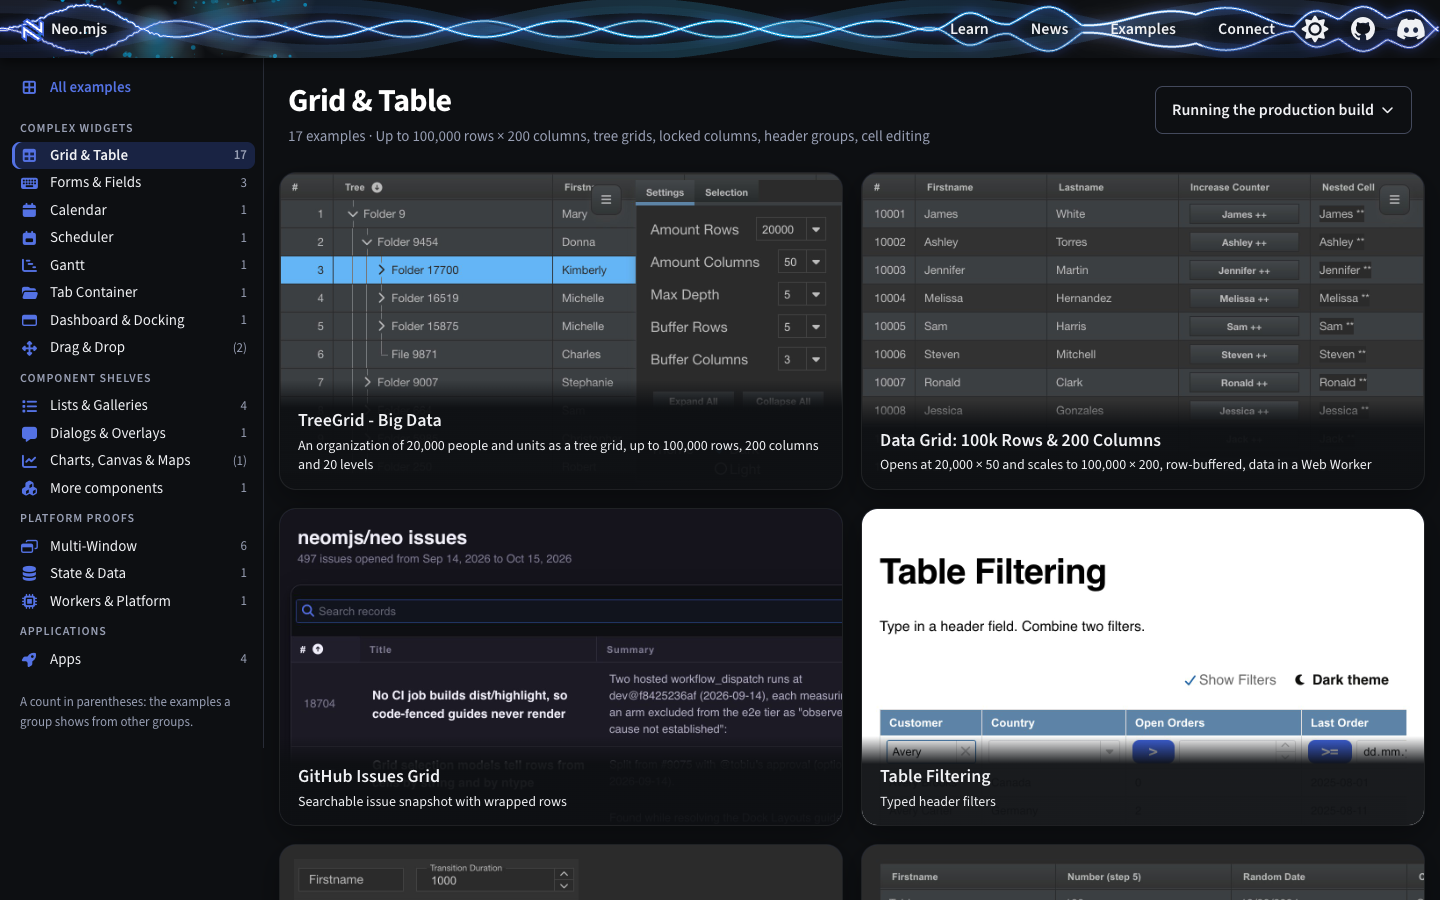 Neo.mjs
Learn
News
Examples
Connect
All examples
COMPLEX WIDGETS
Grid & Table 17
Forms & Fields 3
Calendar 1
Scheduler 1
Gantt 1
Tab Container 1
Dashboard & Docking 1
Drag & Drop (2)
COMPONENT SHELVES
Lists & Galleries 4
Dialogs & Overlays 1
Charts, Canvas & Maps (1)
More components 1
PLATFORM PROOFS
Multi-Window 6
State & Data 1
Workers & Platform 1
APPLICATIONS
Apps 4
A count in parentheses: the examples a
group shows from other groups.
Grid & Table
17 examples · Up to 100,000 rows × 200 columns, tree grids, locked columns, header groups, cell editing
Running the production build
# Tree Firstn
1 Folder 9 Mary
2 Folder 9454 Donna
3 Folder 17700 Kimberly
4 Folder 16519 Michelle
5 Folder 15875 Michelle
6 File 9871 Charles
7 Folder 9007 Stephanie
Settings Selection
Amount Rows 20000
Amount Columns 50
Max Depth 5
Buffer Rows 5
Buffer Columns 3
Expand All Collapse All
TreeGrid - Big Data
An organization of 20,000 people and units as a tree grid, up to 100,000 rows, 200 columns
and 20 levels
# Firstname Lastname Increase Counter Nested Cell
10001 James White James ++ James **
10002 Ashley Torres Ashley ++ Ashley **
10003 Jennifer Martin Jennifer ++ Jennifer **
10004 Melissa Hernandez Melissa ++ Melissa **
10005 Sam Harris Sam ++ Sam **
10006 Steven Mitchell Steven ++ Steven **
10007 Ronald Clark Ronald ++ Ronald **
10008 Jessica Gonzales Jessica ++ Jessica **
Data Grid: 100k Rows & 200 Columns
Opens at 20,000 × 50 and scales to 100,000 × 200, row-buffered, data in a Web Worker
neomjs/neo issues
497 issues opened from Sep 14, 2026 to Oct 15, 2026
Search records
# Title Summary
18704
No CI job builds dist/highlight, so
code-fenced guides never render
Two hosted workflow_dispatch runs at
dev@f8425236af (2026-09-14), each measurin
an arm excluded from the e2e tier as "observe
cause not established":
GitHub Issues Grid
Searchable issue snapshot with wrapped rows
Table Filtering
Type in a header field. Combine two filters.
Show Filters Dark theme
Customer Country Open Orders Last Order
Avery > >= dd.mm.
Table Filtering
Typed header filters
Firstname
Transition Duration
1000
Firstname Number (step 5) Random Date